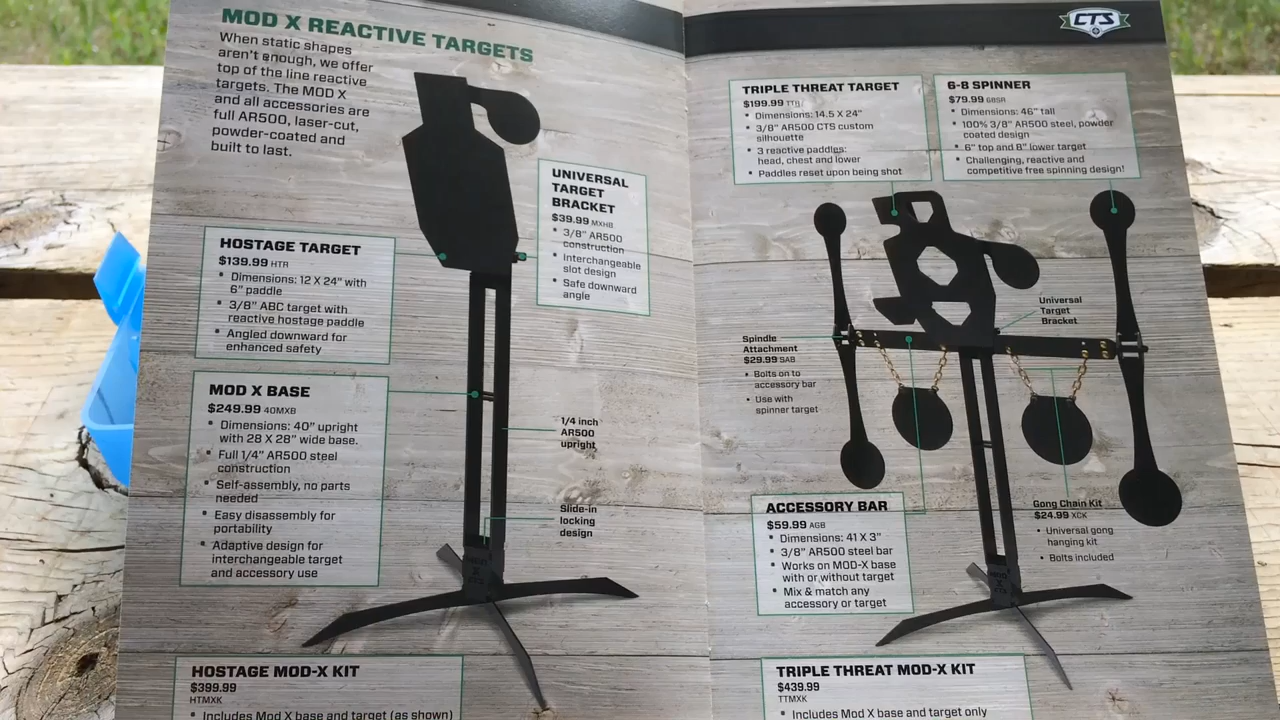 MOD X REACTIVE TARGETS
When static shapes
aren't enough, we offer
top of the line reactive
targets. The MOD X
and all accessories are
full AR500, laser-cut,
powder-coated and
built to last.
UNIVERSAL
TARGET
BRACKET
$39.99 MXHB
• 3/8" AR500
construction
• Interchangeable
slot design
• Safe downward
angle
HOSTAGE TARGET
$139.99 HTR
• Dimensions: 12 X 24" with
6" paddle
• 3/8" ABC target with
reactive hostage paddle
• Angled downward for
enhanced safety
MOD X BASE
$249.99 40MXB
• Dimensions: 40" upright
with 28 X 28" wide base.
• Full 1/4" AR500 steel
construction
• Self-assembly, no parts
needed
• Easy disassembly for
portability
• Adaptive design for
interchangeable target
and accessory use
1/4 inch
AR500
upright
Slide-in
locking
design
HOSTAGE MOD-X KIT
$399.99
HTMXK
• Includes Mod X base and target (as shown)
CTS
TRIPLE THREAT TARGET
$199.99 TTR
• Dimensions: 14.5 X 24"
• 3/8" AR500 CTS custom
silhouette
• 3 reactive paddles:
head, chest and lower
• Paddles reset upon being shot
6-8 SPINNER
$79.99 68SR
• Dimensions: 46" tall
• 100% 3/8" AR500 steel, powder
coated design
• 6" top and 8" lower target
• Challenging, reactive and
competitive free spinning design!
Universal
Target
Bracket
Spindle
Attachment
$29.99 SAB
• Bolts on to
accessory bar
• Use with
spinner target
ACCESSORY BAR
$59.99 AGB
• Dimensions: 41 X 3"
• 3/8" AR500 steel bar
• Works on MOD-X base
with or without target
• Mix & match any
accessory or target
Gong Chain Kit
$24.99 XCK
• Universal gong
hanging kit
• Bolts included
TRIPLE THREAT MOD-X KIT
$439.99
TTMXK
• Includes Mod X base and target only